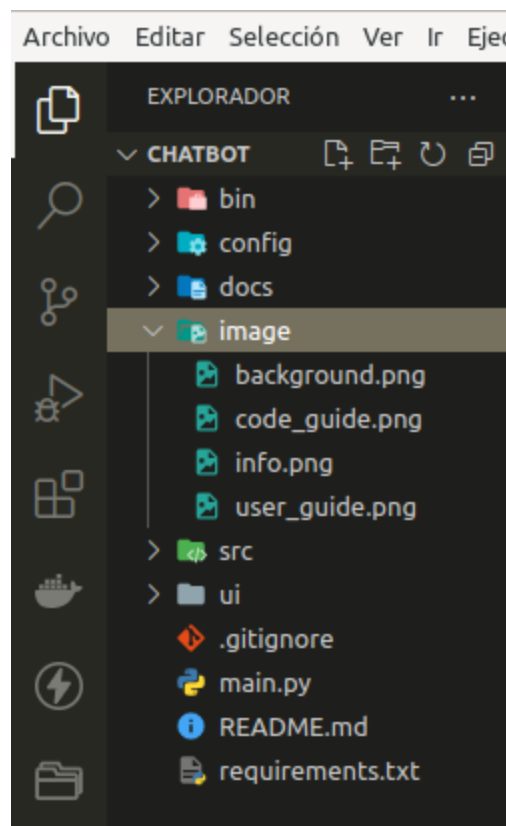 Archivo Editar Selección Ver Ir
EXPLORADOR ...
CHATBOT
bin
config
docs
image
background.png
code_guide.png
info.png
user_guide.png
src
ui
.gitignore
main.py
README.md
requirements.txt